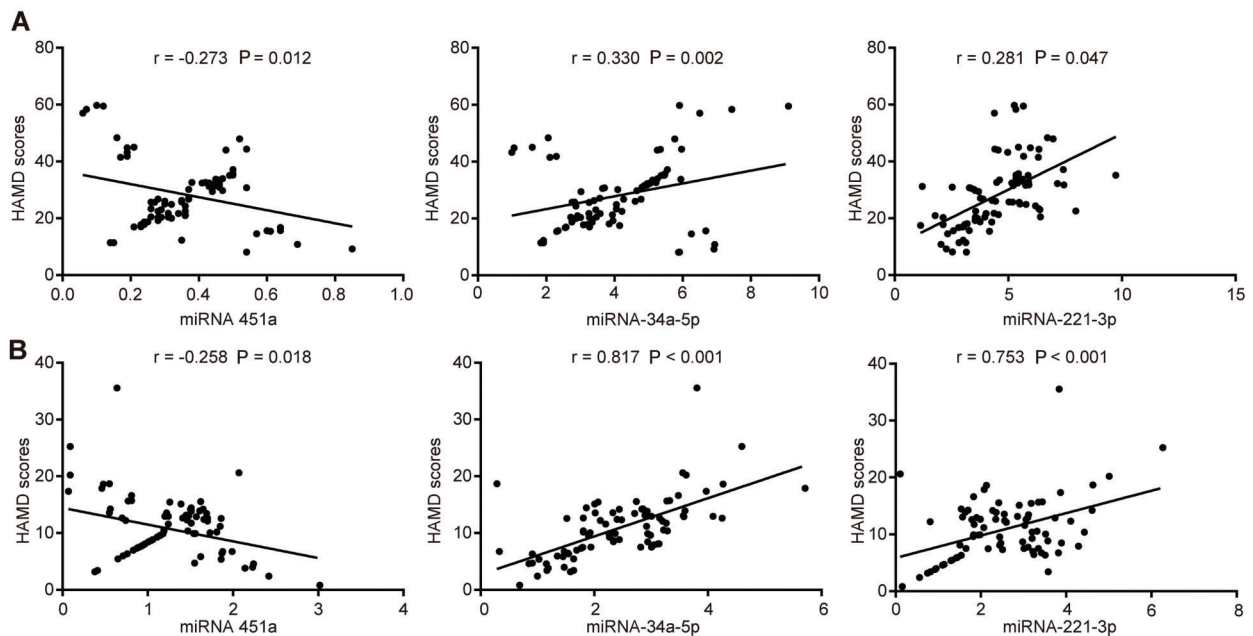 A
r = -0.273 P = 0.012
r = 0.330 P = 0.002
r = 0.281 P = 0.047
HAMD scores
80
60
40
20
0
0.0 0.2 0.4 0.6 0.8 1.0
miRNA 451a
HAMD scores
80
60
40
20
0
0 2 4 6 8 10
miRNA-34a-5p
HAMD scores
80
60
40
20
0
0 5 10 15
miRNA-221-3p
B
r = -0.258 P = 0.018
r = 0.817 P < 0.001
r = 0.753 P < 0.001
HAMD scores
40
30
20
10
0
0 1 2 3 4
miRNA 451a
HAMD scores
40
30
20
10
0
0 2 4 6
miRNA-34a-5p
HAMD scores
40
30
20
10
0
0 2 4 6 8
miRNA-221-3p